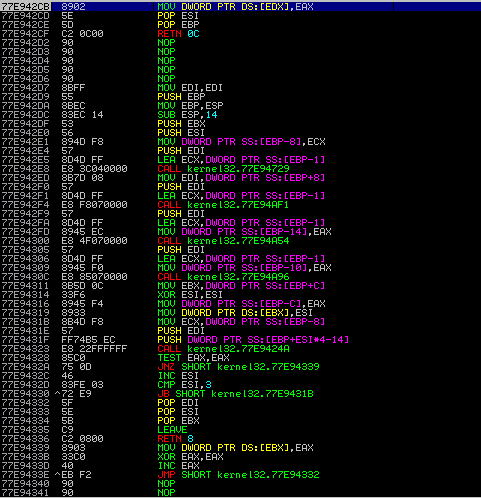 77E942CB 8902 MOV DWORD PTR DS:[EDX],EAX
77E942CD 5E POP ESI
77E942CE 5D POP EBP
77E942CF C2 0C00 RETN 0C
77E942D2 90 NOP
77E942D3 90 NOP
77E942D4 90 NOP
77E942D5 90 NOP
77E942D6 90 NOP
77E942D7 8BFF MOV EDI,EDI
77E942D9 55 PUSH EBP
77E942DA 8BEC MOV EBP,ESP
77E942DC 83EC 14 SUB ESP,14
77E942DF 53 PUSH EBX
77E942E0 56 PUSH ESI
77E942E1 894D F8 MOV DWORD PTR SS:[EBP-8],ECX
77E942E4 57 PUSH EDI
77E942E5 8D4D FF LEA ECX,DWORD PTR SS:[EBP-1]
77E942E8 E8 3C040000 CALL kernel32.77E94729
77E942ED 8B7D 08 MOV EDI,DWORD PTR SS:[EBP+8]
77E942F0 57 PUSH EDI
77E942F1 8D4D FF LEA ECX,DWORD PTR SS:[EBP-1]
77E942F4 E8 F8070000 CALL kernel32.77E94AF1
77E942F9 57 PUSH EDI
77E942FA 8D4D FF LEA ECX,DWORD PTR SS:[EBP-1]
77E942FD 8945 EC MOV DWORD PTR SS:[EBP-14],EAX
77E94300 E8 4F070000 CALL kernel32.77E94A54
77E94305 57 PUSH EDI
77E94306 8D4D FF LEA ECX,DWORD PTR SS:[EBP-1]
77E94309 8945 F0 MOV DWORD PTR SS:[EBP-10],EAX
77E9430C E8 85070000 CALL kernel32.77E94A96
77E94311 8B5D 0C MOV EBX,DWORD PTR SS:[EBP+C]
77E94314 33F6 XOR ESI,ESI
77E94316 8945 F4 MOV DWORD PTR SS:[EBP-C],EAX
77E94319 8933 MOV DWORD PTR DS:[EBX],ESI
77E9431B 8B4D F8 MOV ECX,DWORD PTR SS:[EBP-8]
77E9431E 57 PUSH EDI
77E9431F FF74B5 EC PUSH DWORD PTR SS:[EBP+ESI*4-14]
77E94323 E8 22FFFFFF CALL kernel32.77E9424A
77E94328 85C0 TEST EAX,EAX
77E9432A 75 0D JNZ SHORT kernel32.77E94339
77E9432C 46 INC ESI
77E9432D 83FE 03 CMP ESI,3
77E94330 ^72 E9 JB SHORT kernel32.77E9431B
77E94332 5F POP EDI
77E94333 5E POP ESI
77E94334 5B POP EBX
77E94335 C9 LEAVE
77E94336 C2 0800 RETN 8
77E94339 8903 MOV DWORD PTR DS:[EBX],EAX
77E9433B 33C0 XOR EAX,EAX
77E9433D 40 INC EAX
77E9433E ^EB F2 JMP SHORT kernel32.77E94332
77E94340 90 NOP
77E94341 90 NOP